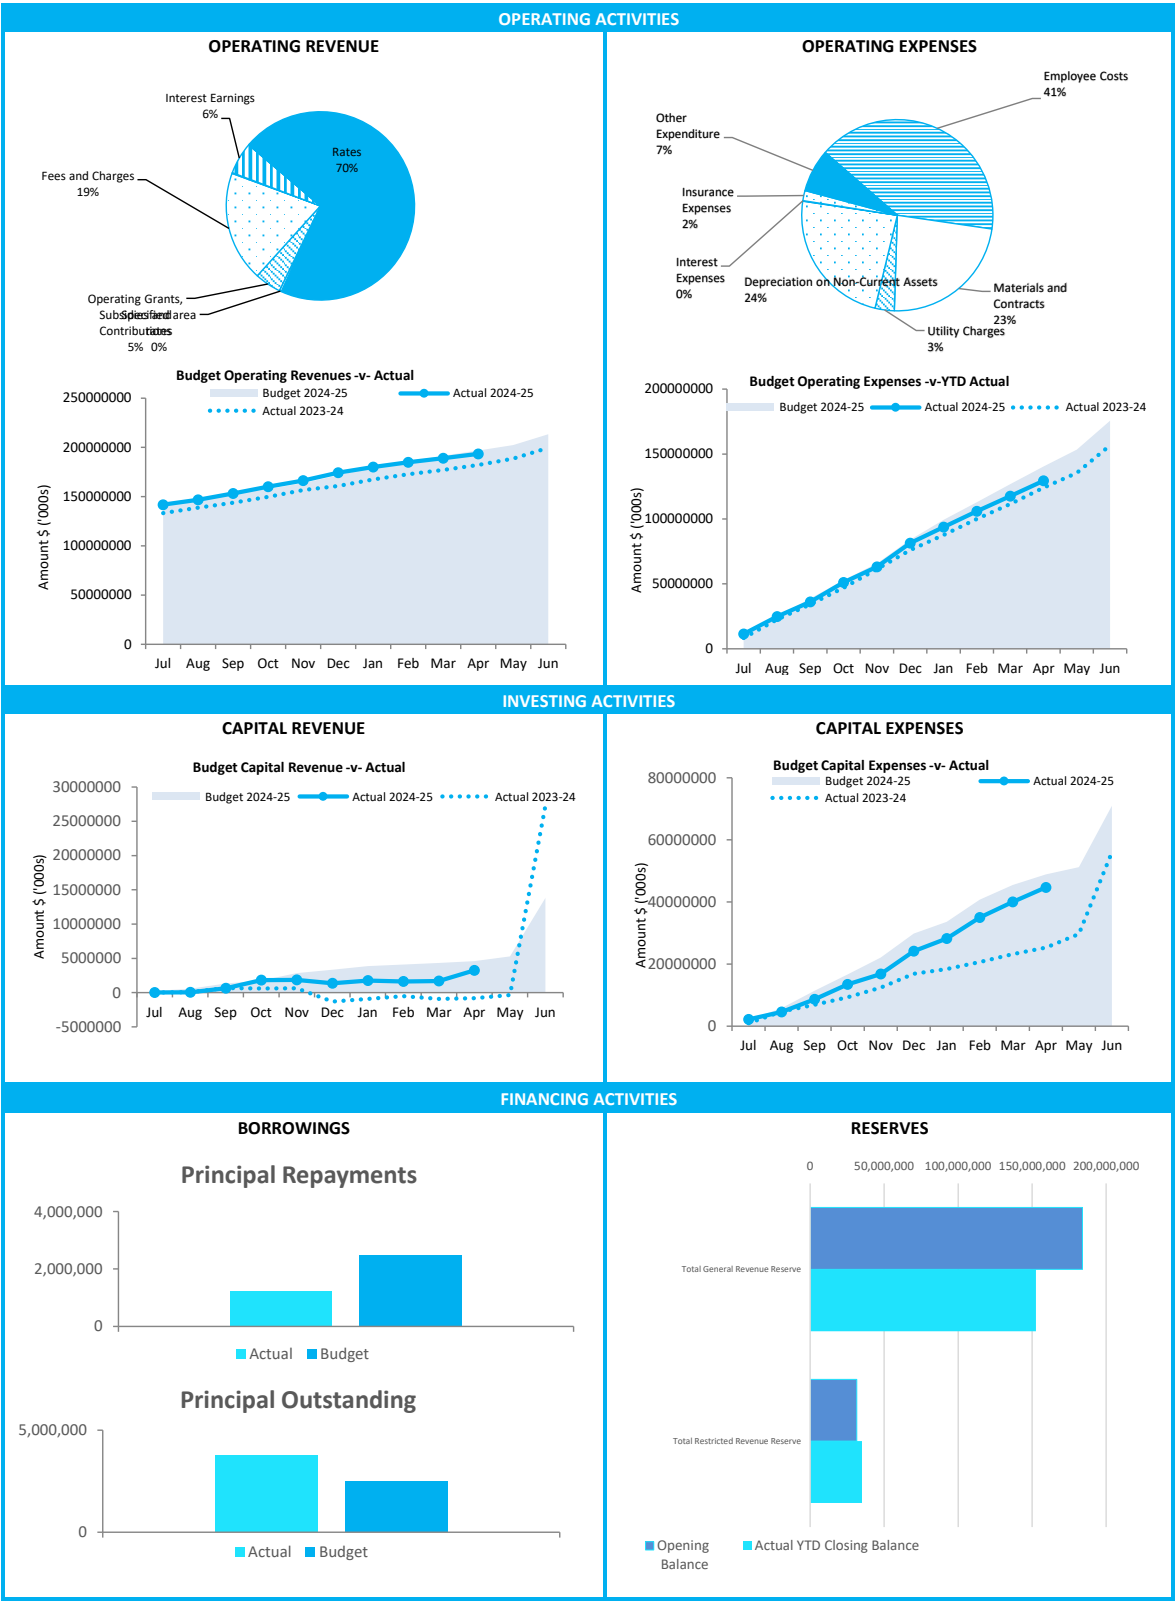 OPERATING ACTIVITIES
OPERATING REVENUE
Interest Earnings
6%
Rates
70%
Fees and Charges
19%
Operating Grants,
Subsidies and
Contributions
5%
Specified area
rates
0%
Budget Operating Revenues -v- Actual
Budget 2024-25
Actual 2024-25
Actual 2023-24
Amount $ ('000s)
250000000
200000000
150000000
100000000
50000000
0
Jul Aug Sep Oct Nov Dec Jan Feb Mar Apr May Jun
OPERATING EXPENSES
Employee Costs
41%
Other
Expenditure
7%
Insurance
Expenses
2%
Interest
Expenses
0%
Depreciation on Non-Current Assets
24%
Materials and
Contracts
23%
Utility Charges
3%
Budget Operating Expenses -v-YTD Actual
Budget 2024-25 Actual 2024-25 Actual 2023-24
Amount $ ('000s)
200000000
150000000
100000000
50000000
0
Jul Aug Sep Oct Nov Dec Jan Feb Mar Apr May Jun
INVESTING ACTIVITIES
CAPITAL REVENUE
Budget Capital Revenue -v- Actual
Budget 2024-25 Actual 2024-25 Actual 2023-24
Amount $ ('000s)
30000000
25000000
20000000
15000000
10000000
5000000
0
-5000000
Jul Aug Sep Oct Nov Dec Jan Feb Mar Apr May Jun
CAPITAL EXPENSES
Budget Capital Expenses -v- Actual
Budget 2024-25 Actual 2024-25
Actual 2023-24
Amount $ ('000s)
80000000
60000000
40000000
20000000
0
Jul Aug Sep Oct Nov Dec Jan Feb Mar Apr May Jun
FINANCING ACTIVITIES
BORROWINGS
Principal Repayments
4,000,000
2,000,000
0
Actual Budget
Principal Outstanding
5,000,000
0
Actual Budget
RESERVES
0 50,000,000 100,000,000 150,000,000 200,000,000
Total General Revenue Reserve
Total Restricted Revenue Reserve
Opening
Balance
Actual YTD Closing Balance